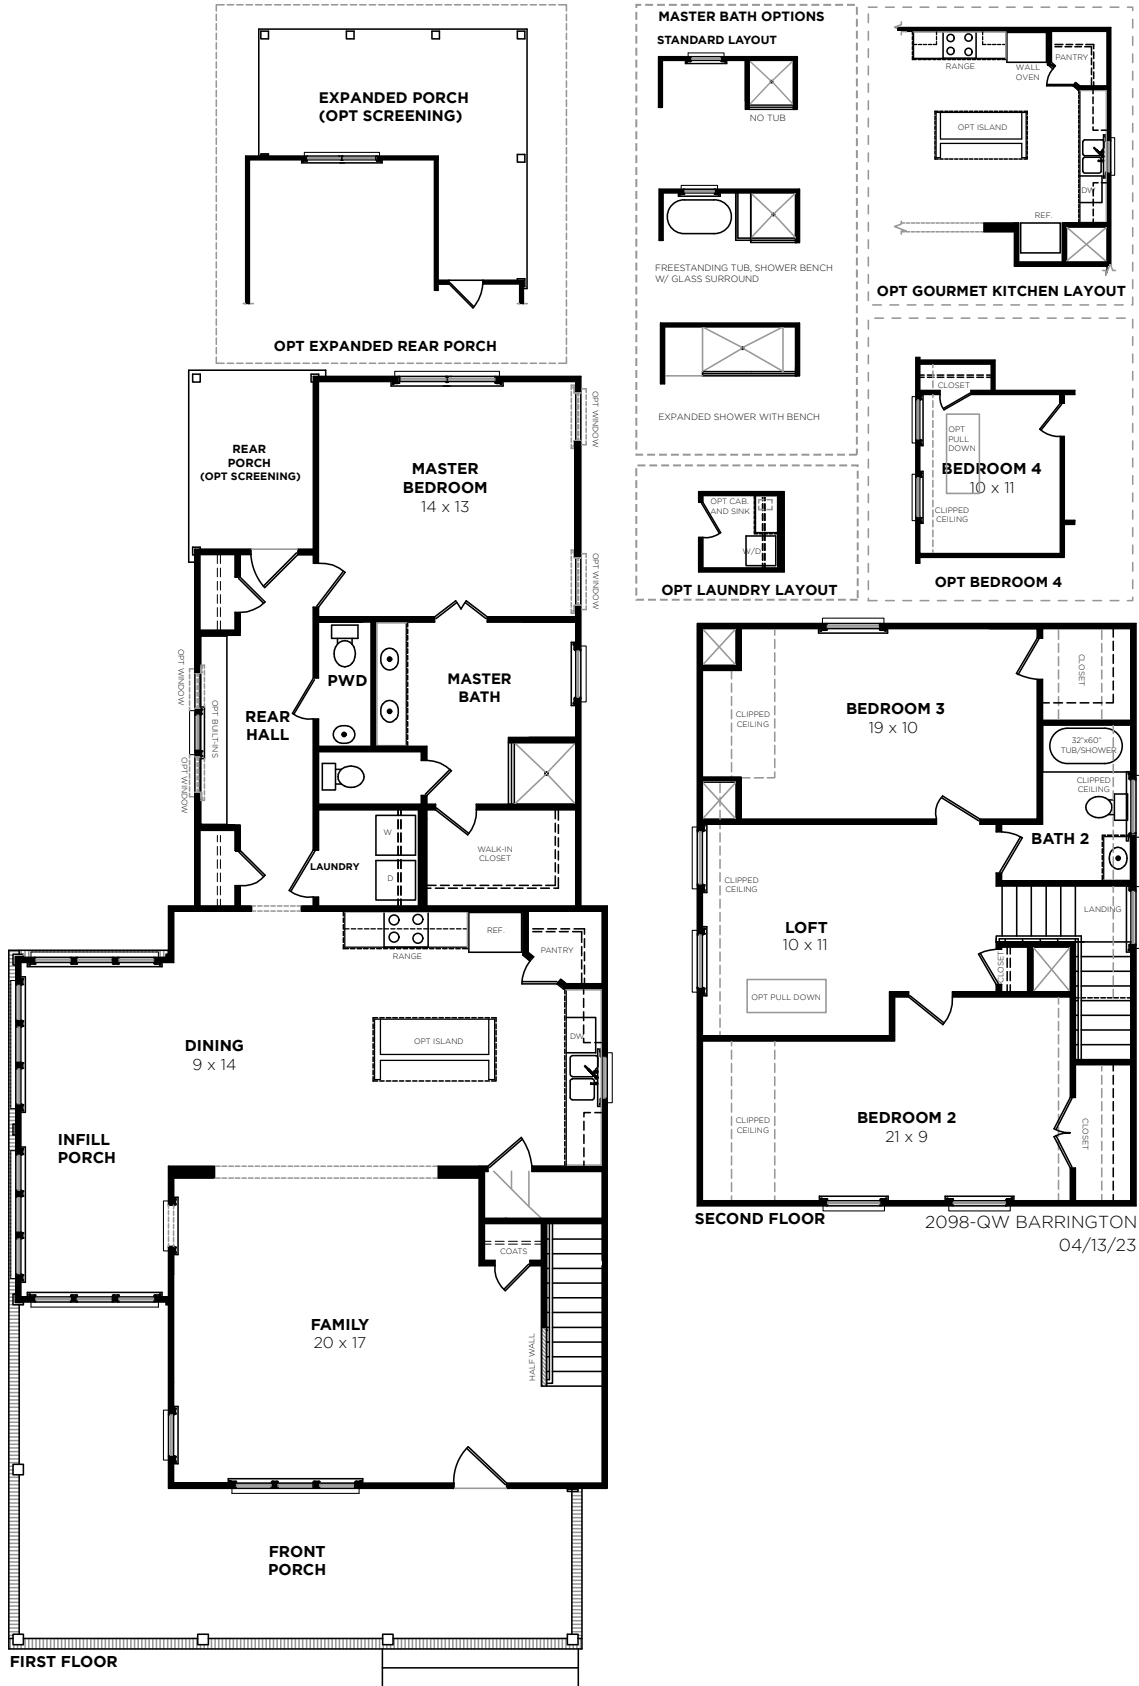 EXPANDED PORCH
(OPT SCREENING)
OPT EXPANDED REAR PORCH
MASTER BATH OPTIONS
STANDARD LAYOUT
NO TUB
FREESTANDING TUB, SHOWER BENCH
W/ GLASS SURROUND
EXPANDED SHOWER WITH BENCH
RANGE
WALL
OVEN
PANTRY
OPT ISLAND
DW
REF.
OPT GOURMET KITCHEN LAYOUT
OPT CAB.
AND SINK
W/D
OPT LAUNDRY LAYOUT
CLOSET
OPT
PULL
DOWN
BEDROOM 4
10 x 11
CLIPPED
CEILING
OPT BEDROOM 4
REAR
PORCH
(OPT SCREENING)
MASTER
BEDROOM
14 x 13
OPT WINDOW
OPT WINDOW
OPT WINDOW
OPT WINDOW
OPT BUILT-INS
REAR
HALL
PWD
MASTER
BATH
W
D
LAUNDRY
WALK-IN
CLOSET
RANGE
REF.
PANTRY
DINING
9 x 14
OPT ISLAND
DW
INFILL
PORCH
COATS
FAMILY
20 x 17
HALF WALL
FRONT
PORCH
FIRST FLOOR
BEDROOM 3
19 x 10
CLIPPED
CEILING
CLOSET
32"x60"
TUB/SHOWER
CLIPPED
CEILING
BATH 2
CLIPPED
CEILING
LOFT
10 x 11
LANDING
CLOSET
OPT PULL DOWN
CLIPPED
CEILING
BEDROOM 2
21 x 9
CLOSET
SECOND FLOOR
2098-QW BARRINGTON
04/13/23